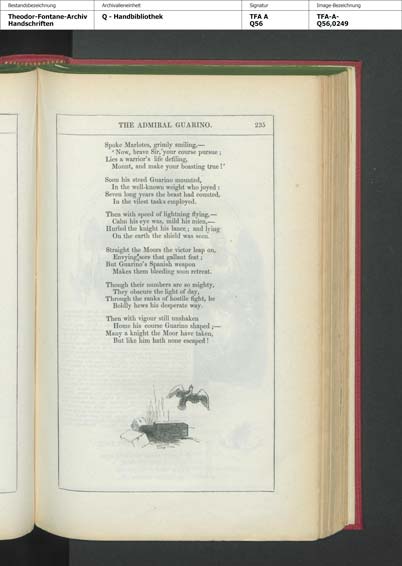 Bestandsbezeichnung
Theodor-Fontane-Archiv
Handschriften
Archivalieneinheit
Q - Handbibliothek
Signatur
TFA A
Q56
Image-Bezeichnung
TFA-A-
Q56,0249
THE ADMIRAL GUARINO. 235
Spoke Marlotes, grimly smiling,—
‘Now, brave Sir, your course pursue;
Lies a warrior's life defiling,
Mount, and make your boasting true!’
Soon his steed Guarino mounted,
In the well-known weight who joyed:
Seven long years the beast had counted,
In the vilest tasks employed.
Then with speed of lightning flying,—
Calm his eye was, mild his mien,—
Hurled the knight his lance; and lying
On the earth the shield was seen.
Straight the Moors the victor leap on,
Envying sore that gallant feat;
But Guarino's Spanish weapon
Makes them bleeding soon retreat.
Though their numbers are so mighty,
They obscure the light of day,
Through the ranks of hostile fight, he
Boldly hews his desperate way.
Then with vigour still unshaken
Home his course Guarino shaped;—
Many a knight the Moor have taken,
But like him hath none escaped!